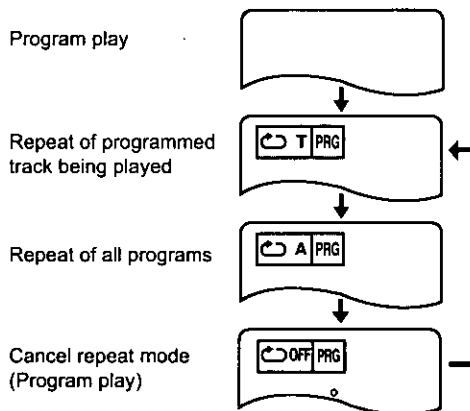 Program play
Repeat of programmed
track being played
T PRG
Repeat of all programs
A PRG
Cancel repeat mode
(Program play)
OFF PRG